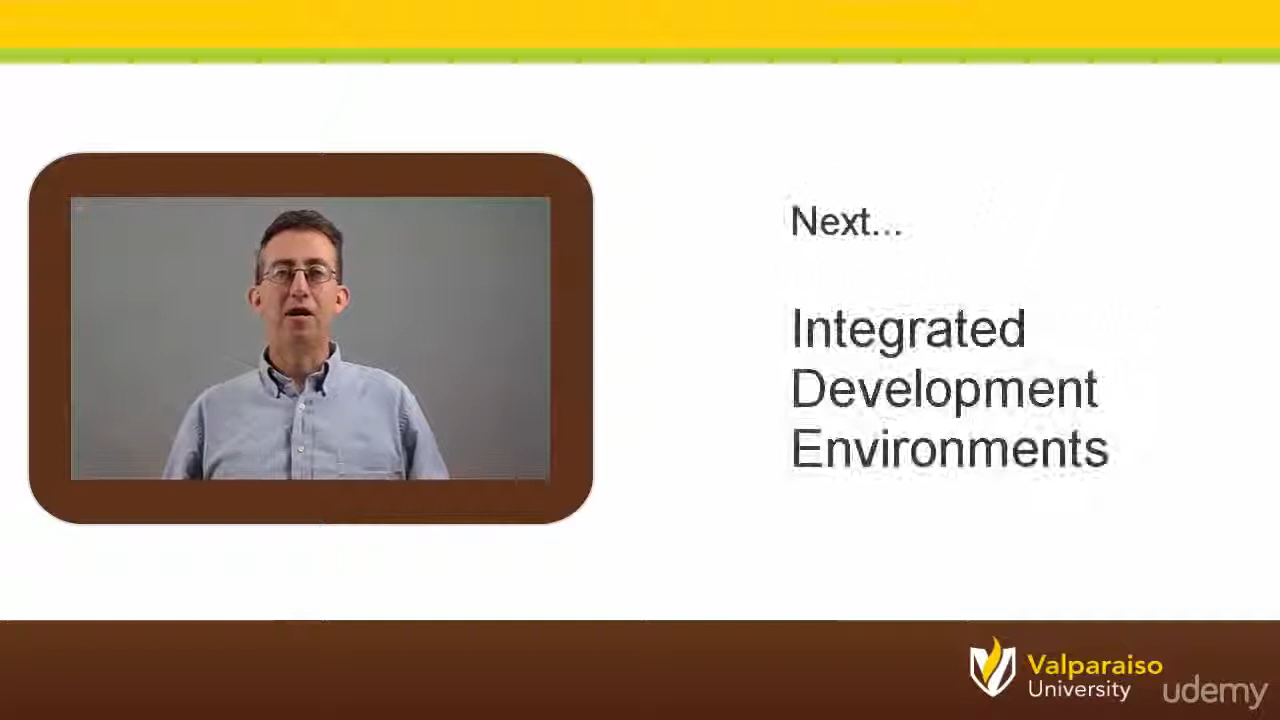 Next...
Integrated
Development
Environments
Valparaiso
University
udemy